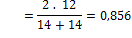 = 2 . 12 / 14 + 14 = 0,856